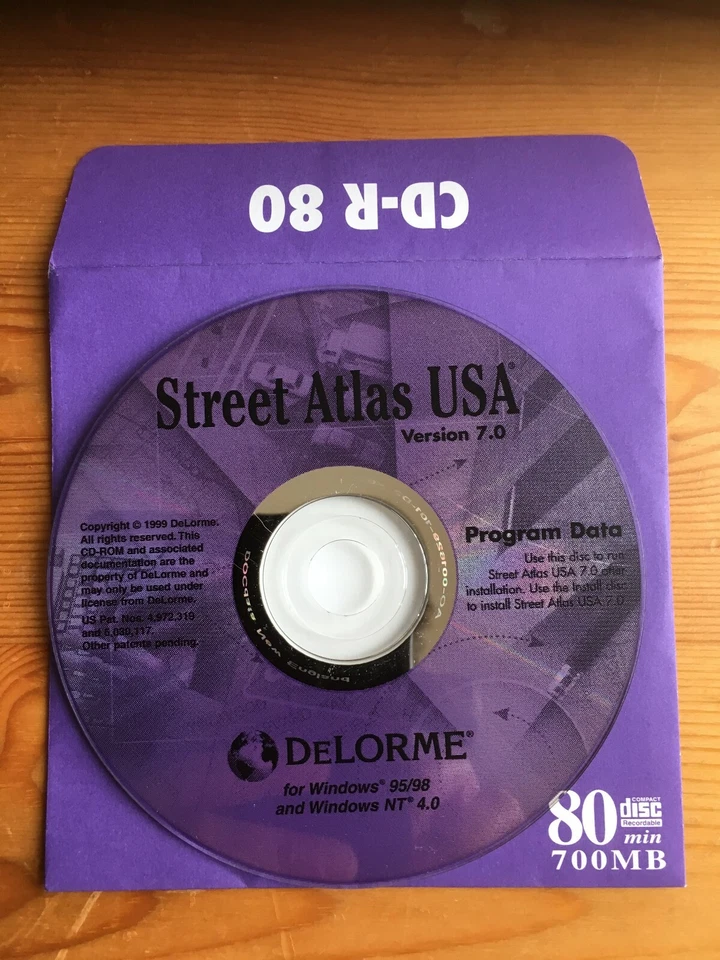 CD-R 80
Street Atlas USA®
Version 7.0
Copyright © 1999 DeLorme.
All rights reserved. This
CD-ROM and associated
documentation are the
property of DeLorme and
may only be used under
license from DeLorme.
US Pat. Nos. 4,972,319
and 5,030,117.
Other patents pending.
Program Data
Use this disc to run
Street Atlas USA 7.0 after
installation. Use the Install disc
to install Street Atlas USA 7.0
DELORME®
for Windows® 95/98
and Windows NT® 4.0
80
min
700MB
COMPACT
disc
Recordable